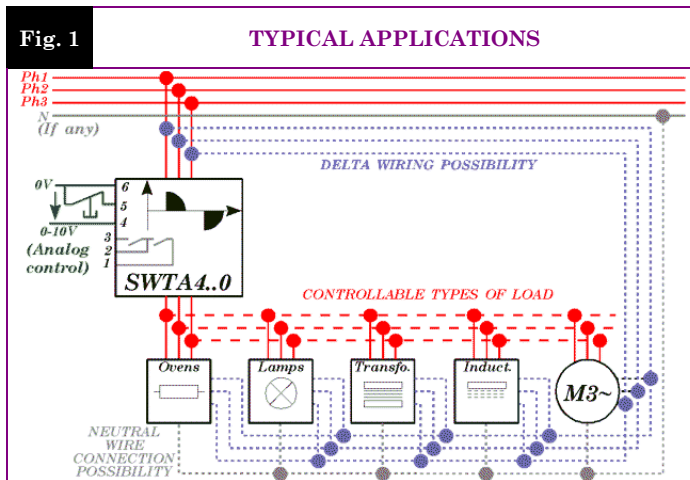 Fig. 1
TYPICAL APPLICATIONS
Ph1
Ph2
Ph3
N
(If any)
DELTA WIRING POSSIBILITY
0V
6
5
4
0-10V
(Analog
control)
3
2
1
SWTA4..0
CONTROLLABLE TYPES OF LOAD
Ovens
Lamps
Transfo.
Induct.
M3~
NEUTRAL
WIRE
CONNECTION
POSSIBILITY